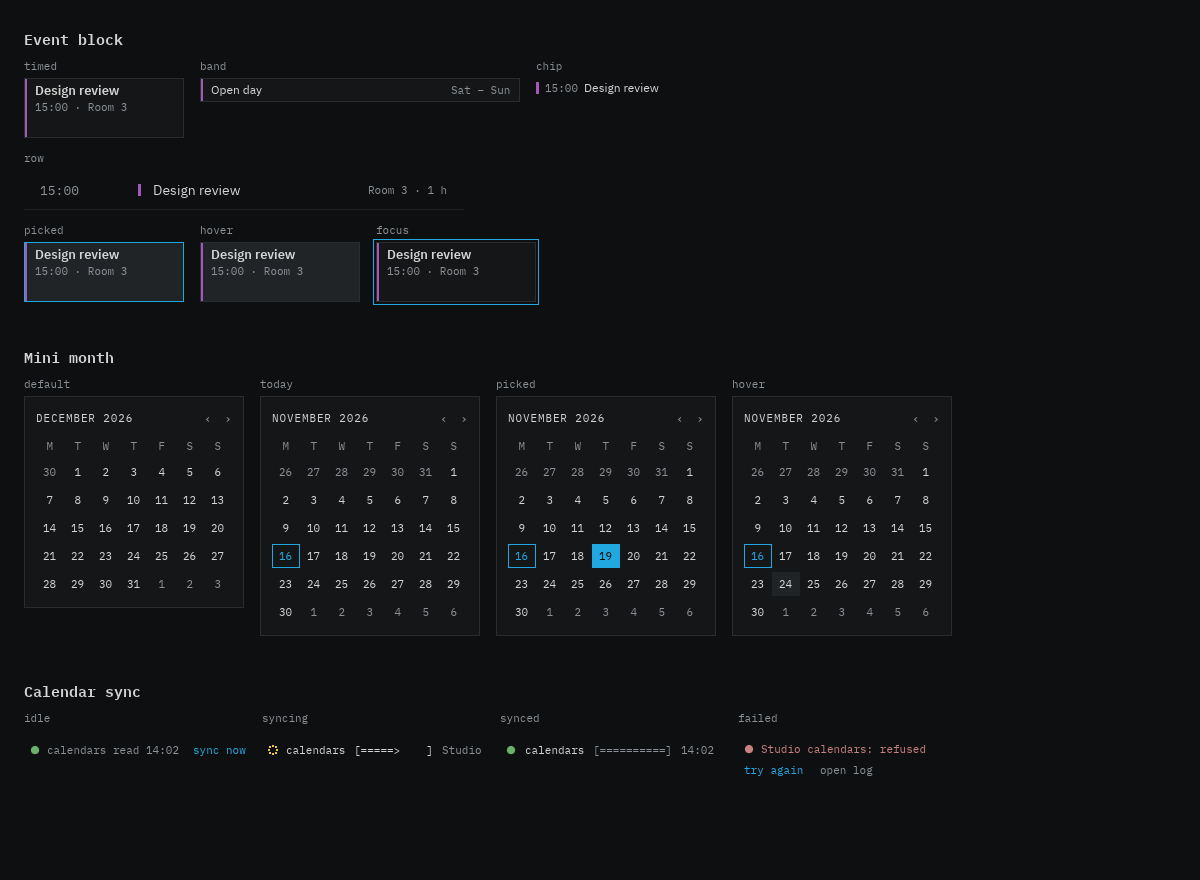 Event block
timed band chip
Design review
15:00 · Room 3
Open day Sat – Sun
15:00 Design review
row
15:00 Design review Room 3 · 1 h
picked hover focus
Design review Design review Design review
15:00 · Room 3 15:00 · Room 3 15:00 · Room 3
Mini month
default today picked hover
DECEMBER 2026 ‹ › NOVEMBER 2026 ‹ › NOVEMBER 2026 ‹ › NOVEMBER 2026 ‹ ›
M T W T F S S M T W T F S S M T W T F S S M T W T F S S
30 1 2 3 4 5 6 26 27 28 29 30 31 1 26 27 28 29 30 31 1 26 27 28 29 30 31 1
7 8 9 10 11 12 13 2 3 4 5 6 7 8 2 3 4 5 6 7 8 2 3 4 5 6 7 8
14 15 16 17 18 19 20 9 10 11 12 13 14 15 9 10 11 12 13 14 15 9 10 11 12 13 14 15
21 22 23 24 25 26 27 16 17 18 19 20 21 22 16 17 18 19 20 21 22 16 17 18 19 20 21 22
28 29 30 31 1 2 3 23 24 25 26 27 28 29 23 24 25 26 27 28 29 23 24 25 26 27 28 29
30 1 2 3 4 5 6 30 1 2 3 4 5 6 30 1 2 3 4 5 6
Calendar sync
idle syncing synced failed
calendars read 14:02 sync now calendars [=====> ] Studio calendars [==========] 14:02 Studio calendars: refused
try again open log